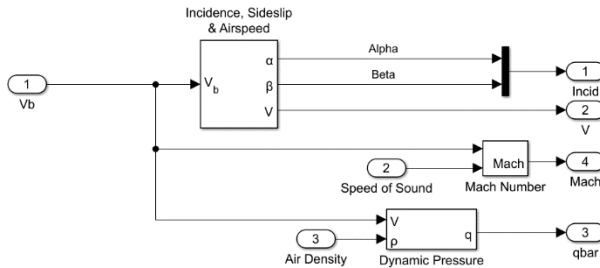 Incidence, Sideslip
& Airspeed
α
Alpha
1
Vb
V_b
β
Beta
1
Incid
V
2
V
Mach
4
2
Speed of Sound
Mach Number
Mach
V
q
3
3
ρ
Air Density
Dynamic Pressure
qbar